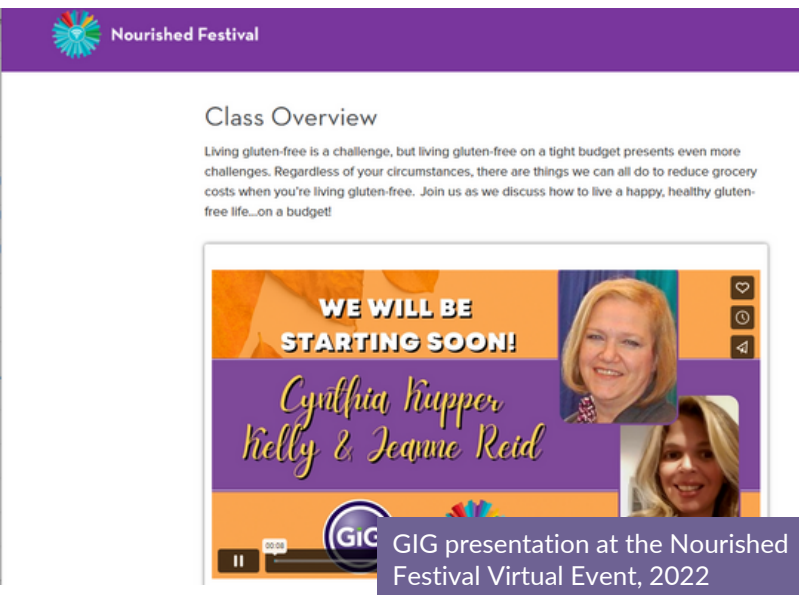 Nourished Festival
Class Overview
Living gluten-free is a challenge, but living gluten-free on a tight budget presents even more
challenges. Regardless of your circumstances, there are things we can all do to reduce grocery
costs when you're living gluten-free. Join us as we discuss how to live a happy, healthy gluten-
free life...on a budget!
WE WILL BE
STARTING SOON!
Cynthia Kupper
Kelly & Jeanne Reid
GiG
00:08
GIG presentation at the Nourished
Festival Virtual Event, 2022